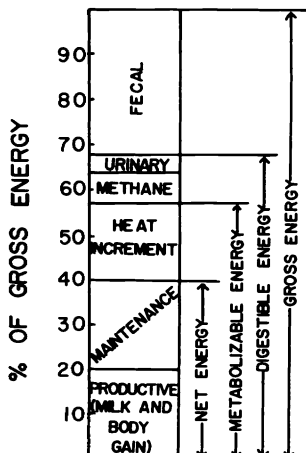 % OF GROSS ENERGY
90
80
70
60
50
40
30
20
10
FECAL
URINARY
METHANE
HEAT
INCREMENT
MAINTENANCE
PRODUCTIVE
(MILK AND
BODY
GAIN)
NET ENERGY
METABOLIZABLE ENERGY
DIGESTIBLE ENERGY
GROSS ENERGY